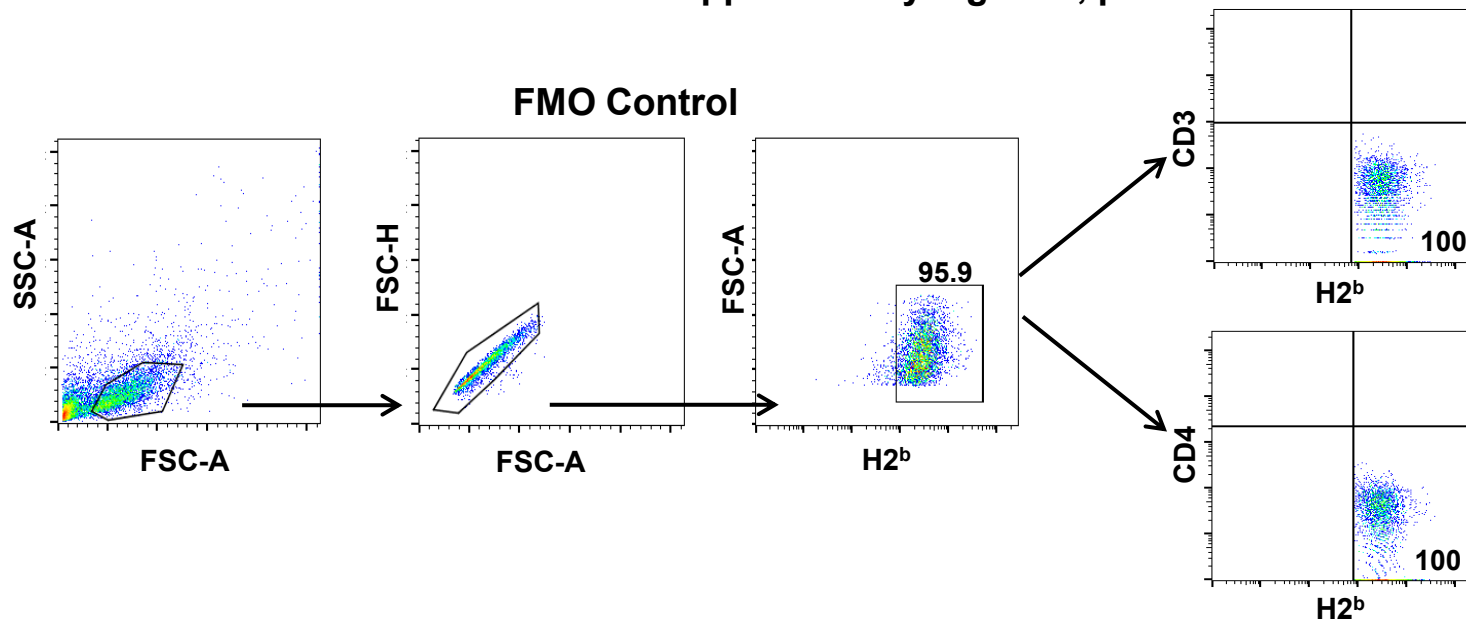 FMO Control
SSC-A
FSC-A
FSC-H
FSC-A
FSC-A
95.9
H2ᵇ
CD3
100
H2ᵇ
CD4
100
H2ᵇ